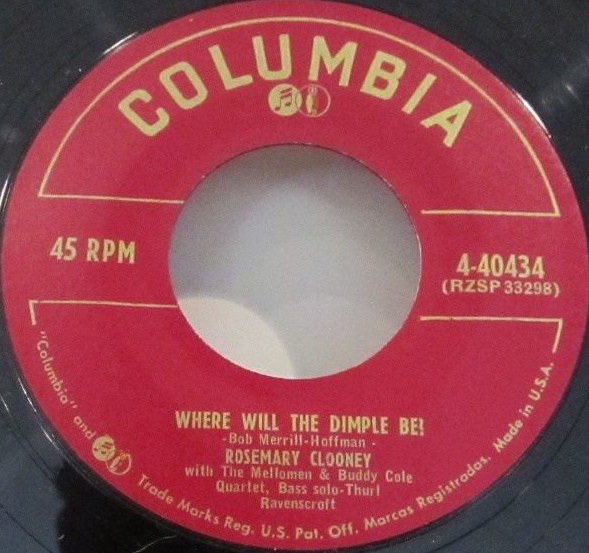 COLUMBIA
45 RPM
4-40434
(RZSP 33298)
WHERE WILL THE DIMPLE BE!
-Bob Merrill-Hoffman -
ROSEMARY CLOONEY
with The Mellomen & Buddy Cole
Quartet, Bass solo-Thurl
Ravenscroft
"Columbia" and Trade Marks Reg. U.S. Pat. Off. Marcas Registradas. Made in U.S.A.